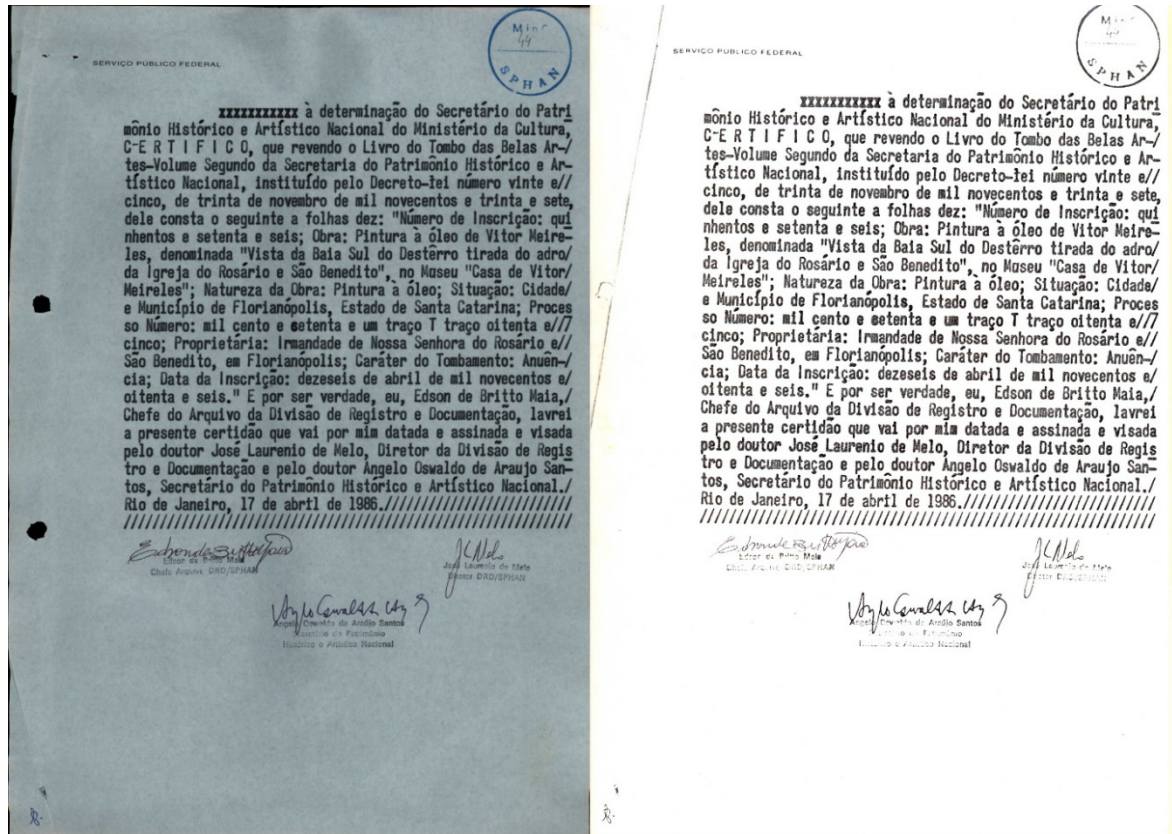 Minc
44
SPHAN
SERVIÇO PÚBLICO FEDERAL
xxxxxxxxxxx à determinação do Secretário do Patri
mônio Histórico e Artístico Nacional do Ministério da Cultura,
C-E R T I F I C O, que revendo o Livro do Tombo das Belas Ar-/
tes-Volume Segundo da Secretaria do Patrimônio Histórico e Ar-
tístico Nacional, instituído pelo Decreto-lei número vinte e//
cinco, de trinta de novembro de mil novecentos e trinta e sete,
dele consta o seguinte a folhas dez: "Número de Inscrição: qui
nhentos e setenta e seis; Obra: Pintura à óleo de Vitor Meire-
les, denominada "Vista da Baia Sul do Destêrro tirada do adro/
da Igreja do Rosário e São Benedito", no Museu "Casa de Vitor/
Meireles"; Natureza da Obra: Pintura à óleo; Situação: Cidade/
e Município de Florianópolis, Estado de Santa Catarina; Proces
so Número: mil cento e setenta e um traço T traço oitenta e//
cinco; Proprietária: Irmandade de Nossa Senhora do Rosário e//
São Benedito, em Florianópolis; Caráter do Tombamento: Anuên-/
cia; Data da Inscrição: dezeseis de abril de mil novecentos e/
oitenta e seis." E por ser verdade, eu, Edson de Britto Maia,/
Chefe do Arquivo da Divisão de Registro e Documentação, lavrei
a presente certidão que vai por mim datada e assinada e visada
pelo doutor José Laurenio de Melo, Diretor da Divisão de Regis
tro e Documentação e pelo doutor Angelo Oswaldo de Araujo San-
tos, Secretário do Patrimônio Histórico e Artístico Nacional./
Rio de Janeiro, 17 de abril de 1986.////////////////////////
//////////////////////////////////////////////////////////
Edson de Britto Maia
Chefe Arquivo DRD/SPHAN
José Laurenio de Melo
Diretor DRD/SPHAN
Angelo Oswaldo de Araújo Santos
Secretário do Patrimônio
Histórico e Artístico Nacional
Minc
44
SPHAN
SERVIÇO PUBLICO FEDERAL
xxxxxxxxxxx à determinação do Secretário do Patri
mônio Histórico e Artístico Nacional do Ministério da Cultura,
C-E R T I F I C O, que revendo o Livro do Tombo das Belas Ar-/
tes-Volume Segundo da Secretaria do Patrimônio Histórico e Ar-
tístico Nacional, instituído pelo Decreto-lei número vinte e//
cinco, de trinta de novembro de mil novecentos e trinta e sete,
dele consta o seguinte a folhas dez: "Número de Inscrição: qui
nhentos e setenta e seis; Obra: Pintura à óleo de Vitor Meire-
les, denominada "Vista da Baia Sul do Destêrro tirada do adro/
da Igreja do Rosário e São Benedito", no Museu "Casa de Vitor/
Meireles"; Natureza da Obra: Pintura à óleo; Situação: Cidade/
e Município de Florianópolis, Estado de Santa Catarina; Proces
so Número: mil cento e setenta e um traço T traço oitenta e//
cinco; Proprietária: Irmandade de Nossa Senhora do Rosário e//
São Benedito, em Florianópolis; Caráter do Tombamento: Anuên-/
cia; Data da Inscrição: dezeseis de abril de mil novecentos e/
oitenta e seis." E por ser verdade, eu, Edson de Britto Maia,/
Chefe do Arquivo da Divisão de Registro e Documentação, lavrei
a presente certidão que vai por mim datada e assinada e visada
pelo doutor José Laurenio de Melo, Diretor da Divisão de Regis
tro e Documentação e pelo doutor Angelo Oswaldo de Araujo San-
tos, Secretário do Patrimônio Histórico e Artístico Nacional./
Rio de Janeiro, 17 de abril de 1986.////////////////////////
//////////////////////////////////////////////////////////
Edson de Britto Maia
Chefe Arquivo DRD/SPHAN
José Laurenio de Melo
Diretor DRD/SPHAN
Angelo Oswaldo de Araújo Santos
Secretário do Patrimônio
Histórico e Artístico Nacional